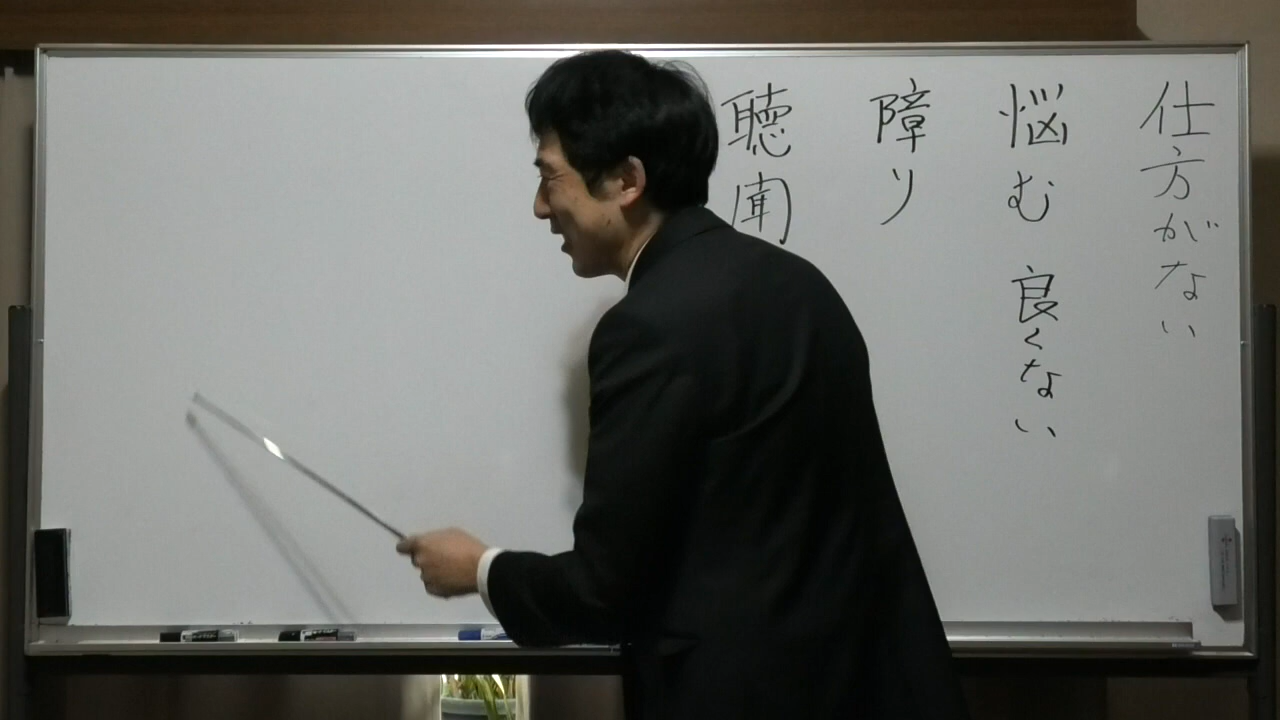 仕方がない
悩む 良くない
障り
聴聞